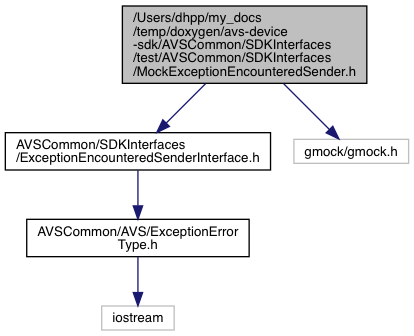 /Users/dhpp/my_docs
/temp/doxygen/avs-device
-sdk/AVSCommon/SDKInterfaces
/test/AVSCommon/SDKInterfaces
/MockExceptionEncounteredSender.h
AVSCommon/SDKInterfaces
/ExceptionEncounteredSenderInterface.h
gmock/gmock.h
AVSCommon/AVS/ExceptionError
Type.h
iostream